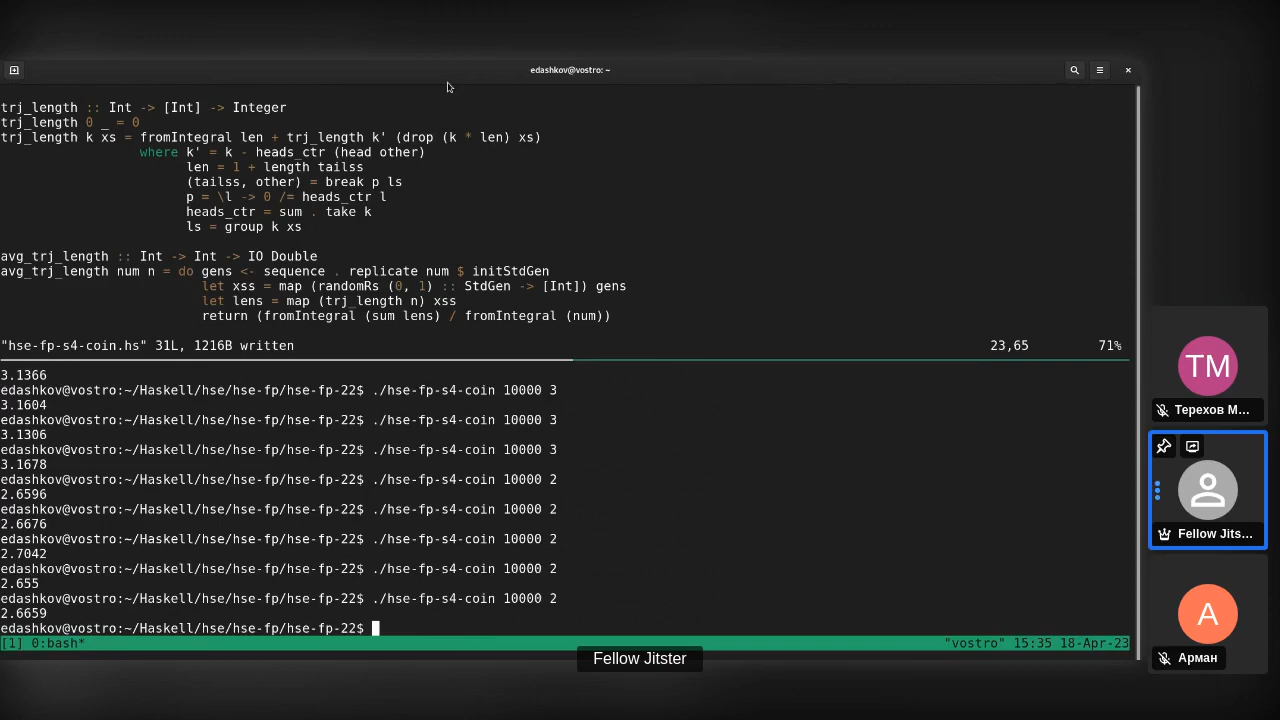 edashkov@vostro: ~
trj_length :: Int -> [Int] -> Integer
trj_length 0 _ = 0
trj_length k xs = fromIntegral len + trj_length k' (drop (k * len) xs)
where k' = k - heads_ctr (head other)
len = 1 + length tailss
(tailss, other) = break p ls
p = \l -> 0 /= heads_ctr l
heads_ctr = sum . take k
ls = group k xs
avg_trj_length :: Int -> Int -> IO Double
avg_trj_length num n = do gens <- sequence . replicate num $ initStdGen
let xss = map (randomRs (0, 1) :: StdGen -> [Int]) gens
let lens = map (trj_length n) xss
return (fromIntegral (sum lens) / fromIntegral (num))
"hse-fp-s4-coin.hs" 31L, 1216B written 23,65 71%
3.1366
edashkov@vostro:~/Haskell/hse/hse-fp/hse-fp-22$ ./hse-fp-s4-coin 10000 3
3.1604
edashkov@vostro:~/Haskell/hse/hse-fp/hse-fp-22$ ./hse-fp-s4-coin 10000 3
3.1306
edashkov@vostro:~/Haskell/hse/hse-fp/hse-fp-22$ ./hse-fp-s4-coin 10000 3
3.1678
edashkov@vostro:~/Haskell/hse/hse-fp/hse-fp-22$ ./hse-fp-s4-coin 10000 2
2.6596
edashkov@vostro:~/Haskell/hse/hse-fp/hse-fp-22$ ./hse-fp-s4-coin 10000 2
2.6676
edashkov@vostro:~/Haskell/hse/hse-fp/hse-fp-22$ ./hse-fp-s4-coin 10000 2
2.7042
edashkov@vostro:~/Haskell/hse/hse-fp/hse-fp-22$ ./hse-fp-s4-coin 10000 2
2.655
edashkov@vostro:~/Haskell/hse/hse-fp/hse-fp-22$ ./hse-fp-s4-coin 10000 2
2.6659
edashkov@vostro:~/Haskell/hse/hse-fp/hse-fp-22$
[1] 0:bash* "vostro" 15:35 18-Apr-23
Fellow Jitster
TM
Терехов М...
Fellow Jits...
A
Арман